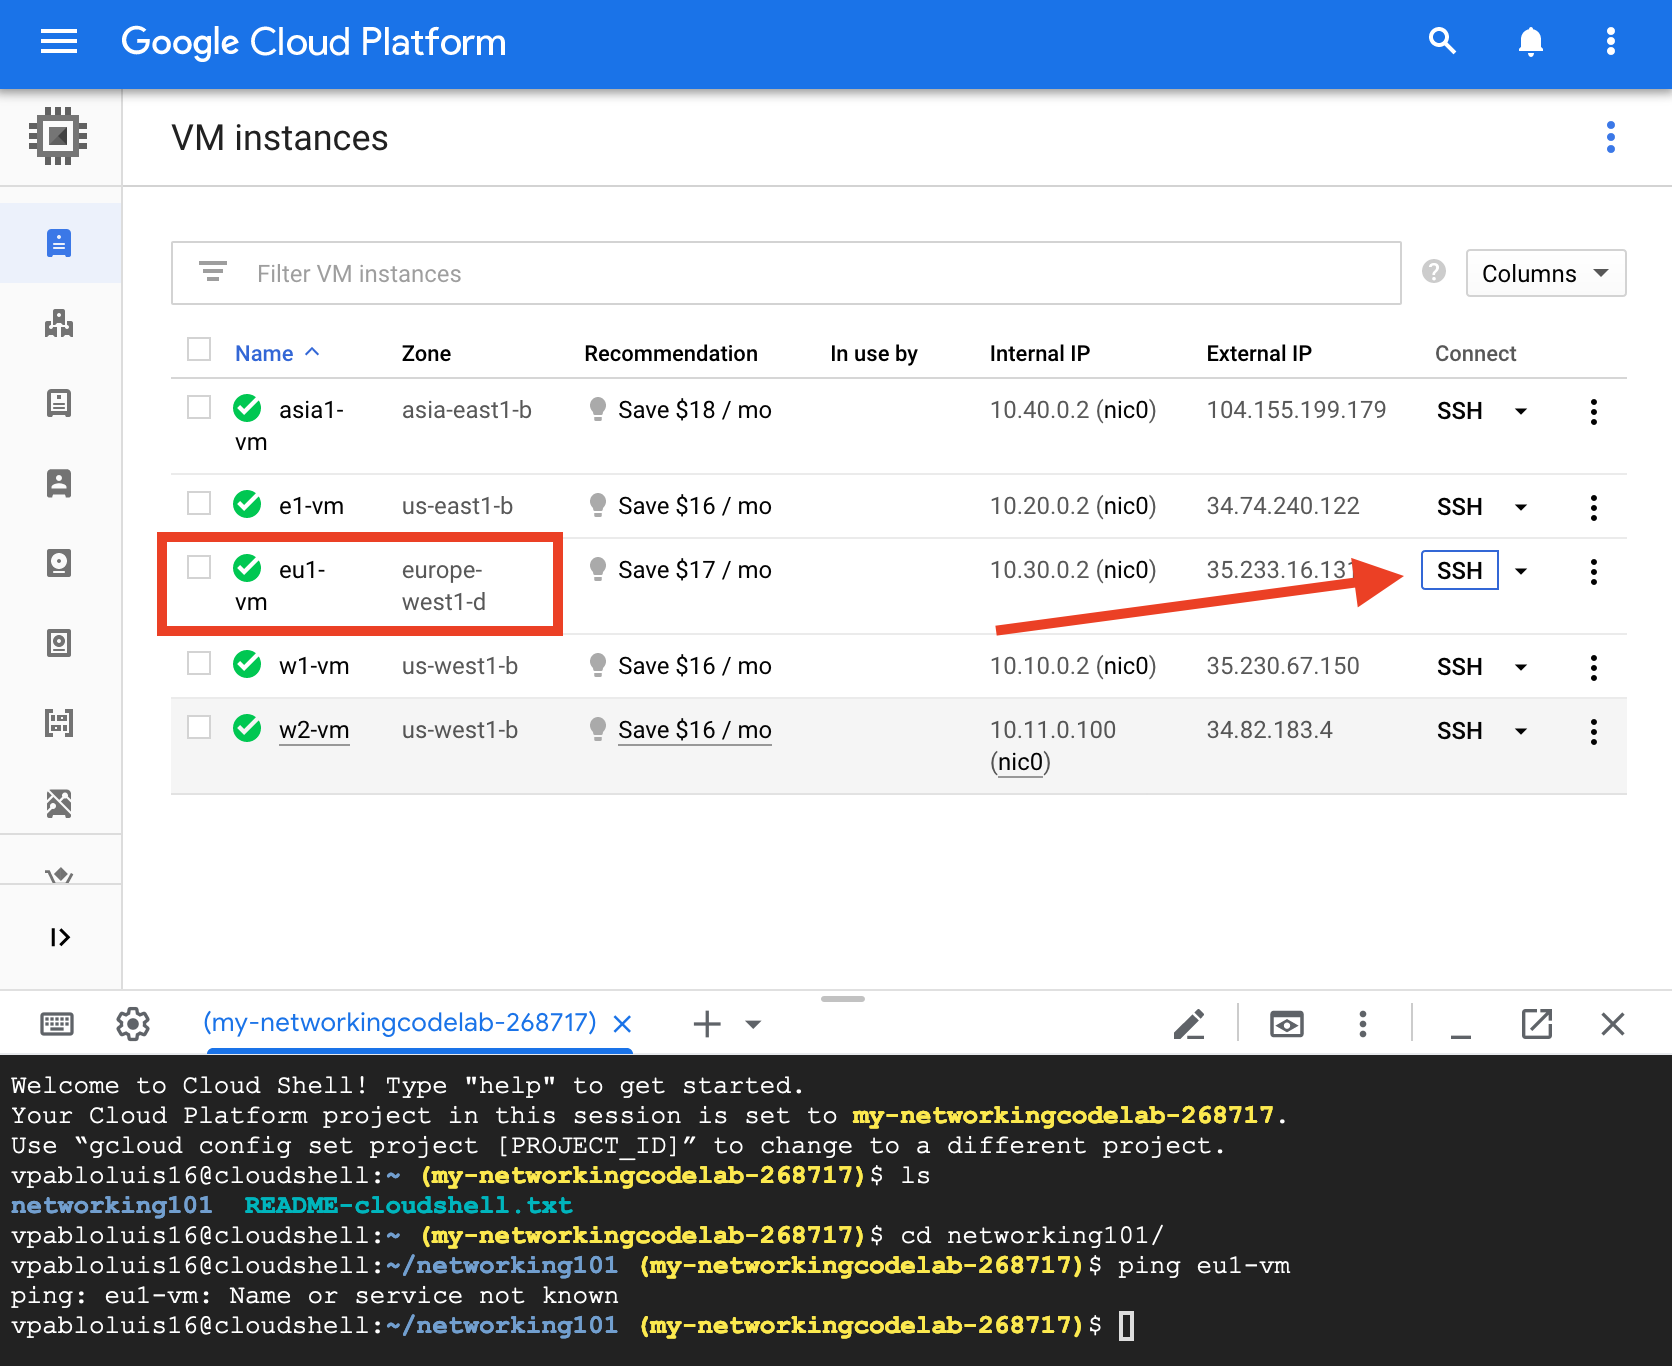 Google Cloud Platform
VM instances
Filter VM instances
Columns
Name Zone Recommendation In use by Internal IP External IP Connect
asia1- asia-east1-b Save $18 / mo 10.40.0.2 (nic0) 104.155.199.179 SSH
vm
e1-vm us-east1-b Save $16 / mo 10.20.0.2 (nic0) 34.74.240.122 SSH
eu1- europe- Save $17 / mo 10.30.0.2 (nic0) SSH
vm west1-d
w1-vm us-west1-b Save $16 / mo 10.10.0.2 (nic0) 35.230.67.150 SSH
w2-vm us-west1-b Save $16 / mo 10.11.0.100 34.82.183.4 SSH
(nic0)
(my-networkingcodelab-268717)
Welcome to Cloud Shell! Type "help" to get started.
Your Cloud Platform project in this session is set to my-networkingcodelab-268717.
Use “gcloud config set project [PROJECT_ID]” to change to a different project.
vpabloluis16@cloudshell:~ (my-networkingcodelab-268717)$ ls
networking101 README-cloudshell.txt
vpabloluis16@cloudshell:~ (my-networkingcodelab-268717)$ cd networking101/
vpabloluis16@cloudshell:~/networking101 (my-networkingcodelab-268717)$ ping eu1-vm
ping: eu1-vm: Name or service not known
vpabloluis16@cloudshell:~/networking101 (my-networkingcodelab-268717)$